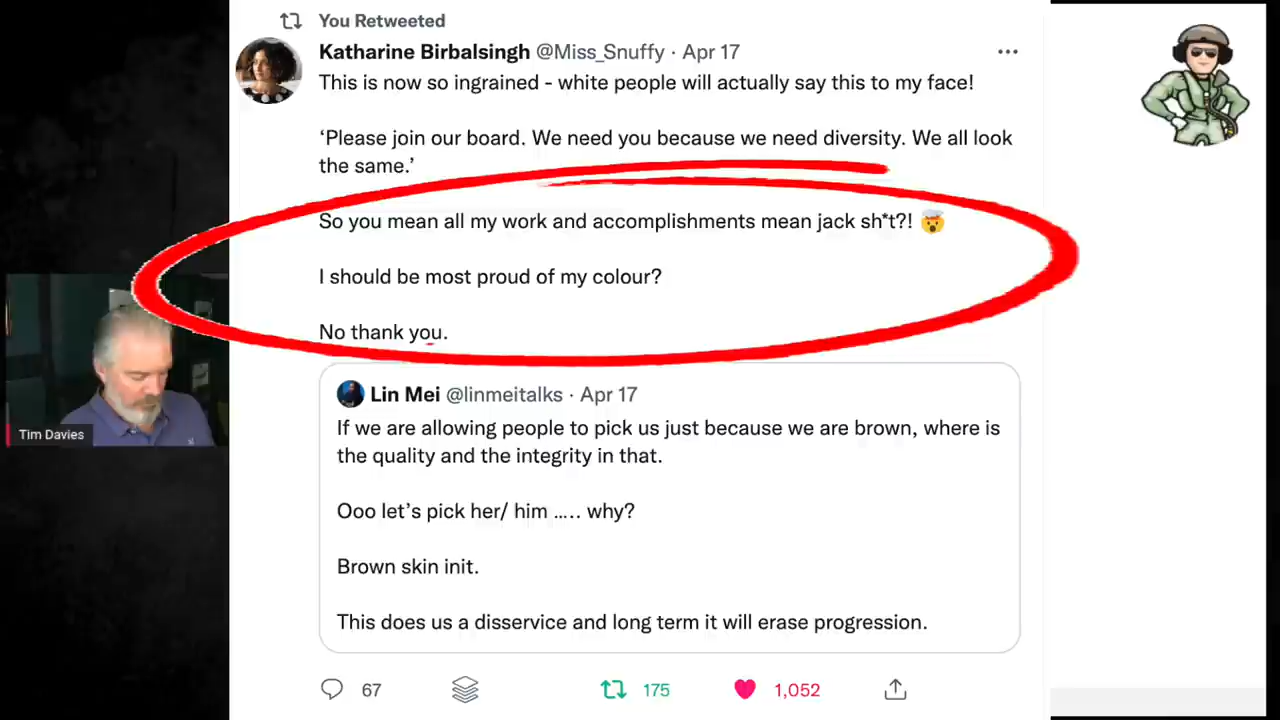 You Retweeted
Katharine Birbalsingh @Miss_Snuffy · Apr 17
This is now so ingrained - white people will actually say this to my face!
‘Please join our board. We need you because we need diversity. We all look
the same.’
So you mean all my work and accomplishments mean jack sh*t?! 🤯
I should be most proud of my colour?
No thank you.
Tim Davies
Lin Mei @linmeitalks · Apr 17
If we are allowing people to pick us just because we are brown, where is
the quality and the integrity in that.
Ooo let’s pick her/ him ….. why?
Brown skin init.
This does us a disservice and long term it will erase progression.
67 175 1,052